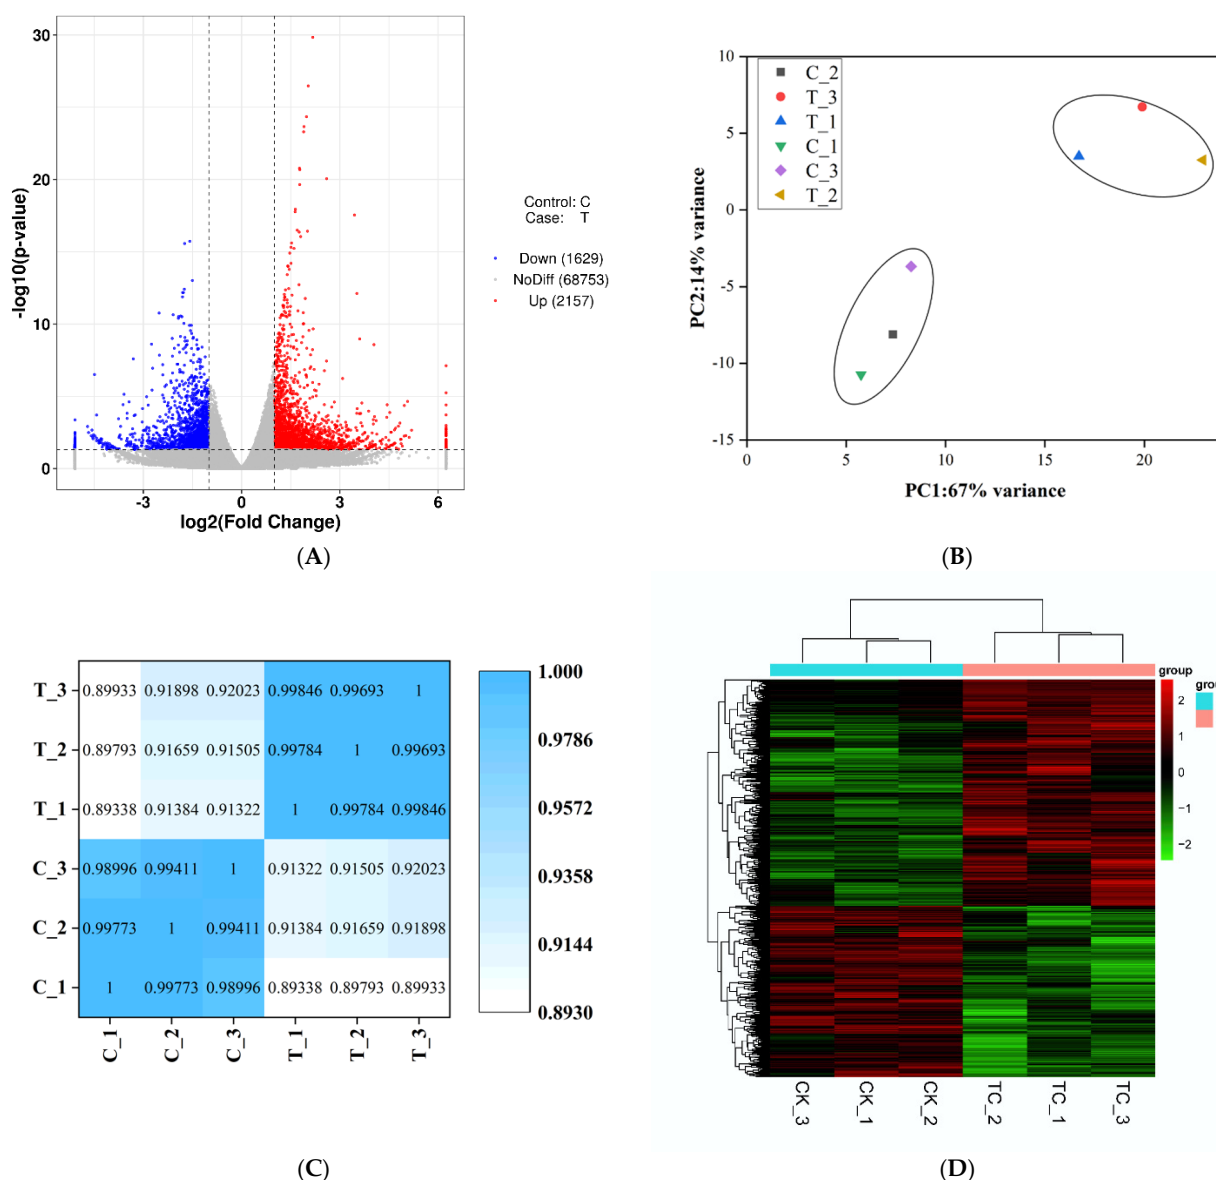 30
20
10
0
-3
0
3
6
-log10(p-value)
log2(Fold Change)
Control: C
Case: T
Down (1629)
NoDiff (68753)
Up (2157)
(A)
10
5
0
-5
-10
-15
0
5
10
15
20
PC2:14% variance
PC1:67% variance
C_2
T_3
T_1
C_1
C_3
T_2
(B)
T_3 0.89933 0.91898 0.92023 0.99846 0.99693 1
T_2 0.89793 0.91659 0.91505 0.99784 1 0.99693
T_1 0.89338 0.91384 0.91322 1 0.99784 0.99846
C_3 0.98996 0.99411 1 0.91322 0.91505 0.92023
C_2 0.99773 1 0.99411 0.91384 0.91659 0.91898
C_1 1 0.99773 0.98996 0.89338 0.89793 0.89933
C_1 C_2 C_3 T_1 T_2 T_3
1.000
0.9786
0.9572
0.9358
0.9144
0.8930
(C)
group
2
1
0
-1
-2
grou
CK_3 CK_1 CK_2 TC_2 TC_1 TC_3
(D)